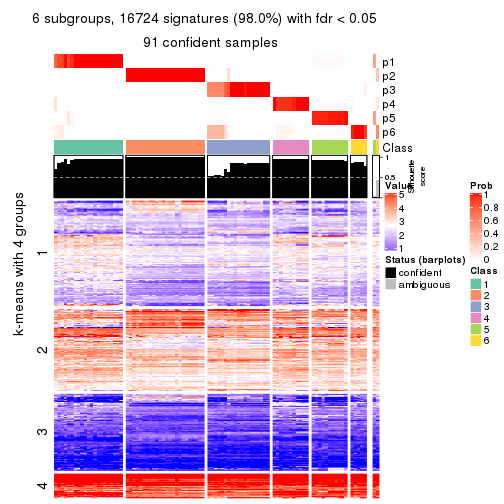 6 subgroups, 16724 signatures (98.0%) with fdr < 0.05
91 confident samples
p1
p2
p3
p4
p5
p6
Class
1
0.5
Silhouette score
k-means with 4 groups
1
2
3
4
Value
5
4
3
2
1
Status (barplots)
confident
ambiguous
Prob
1
0.8
0.6
0.4
0.2
0
Class
1
2
3
4
5
6